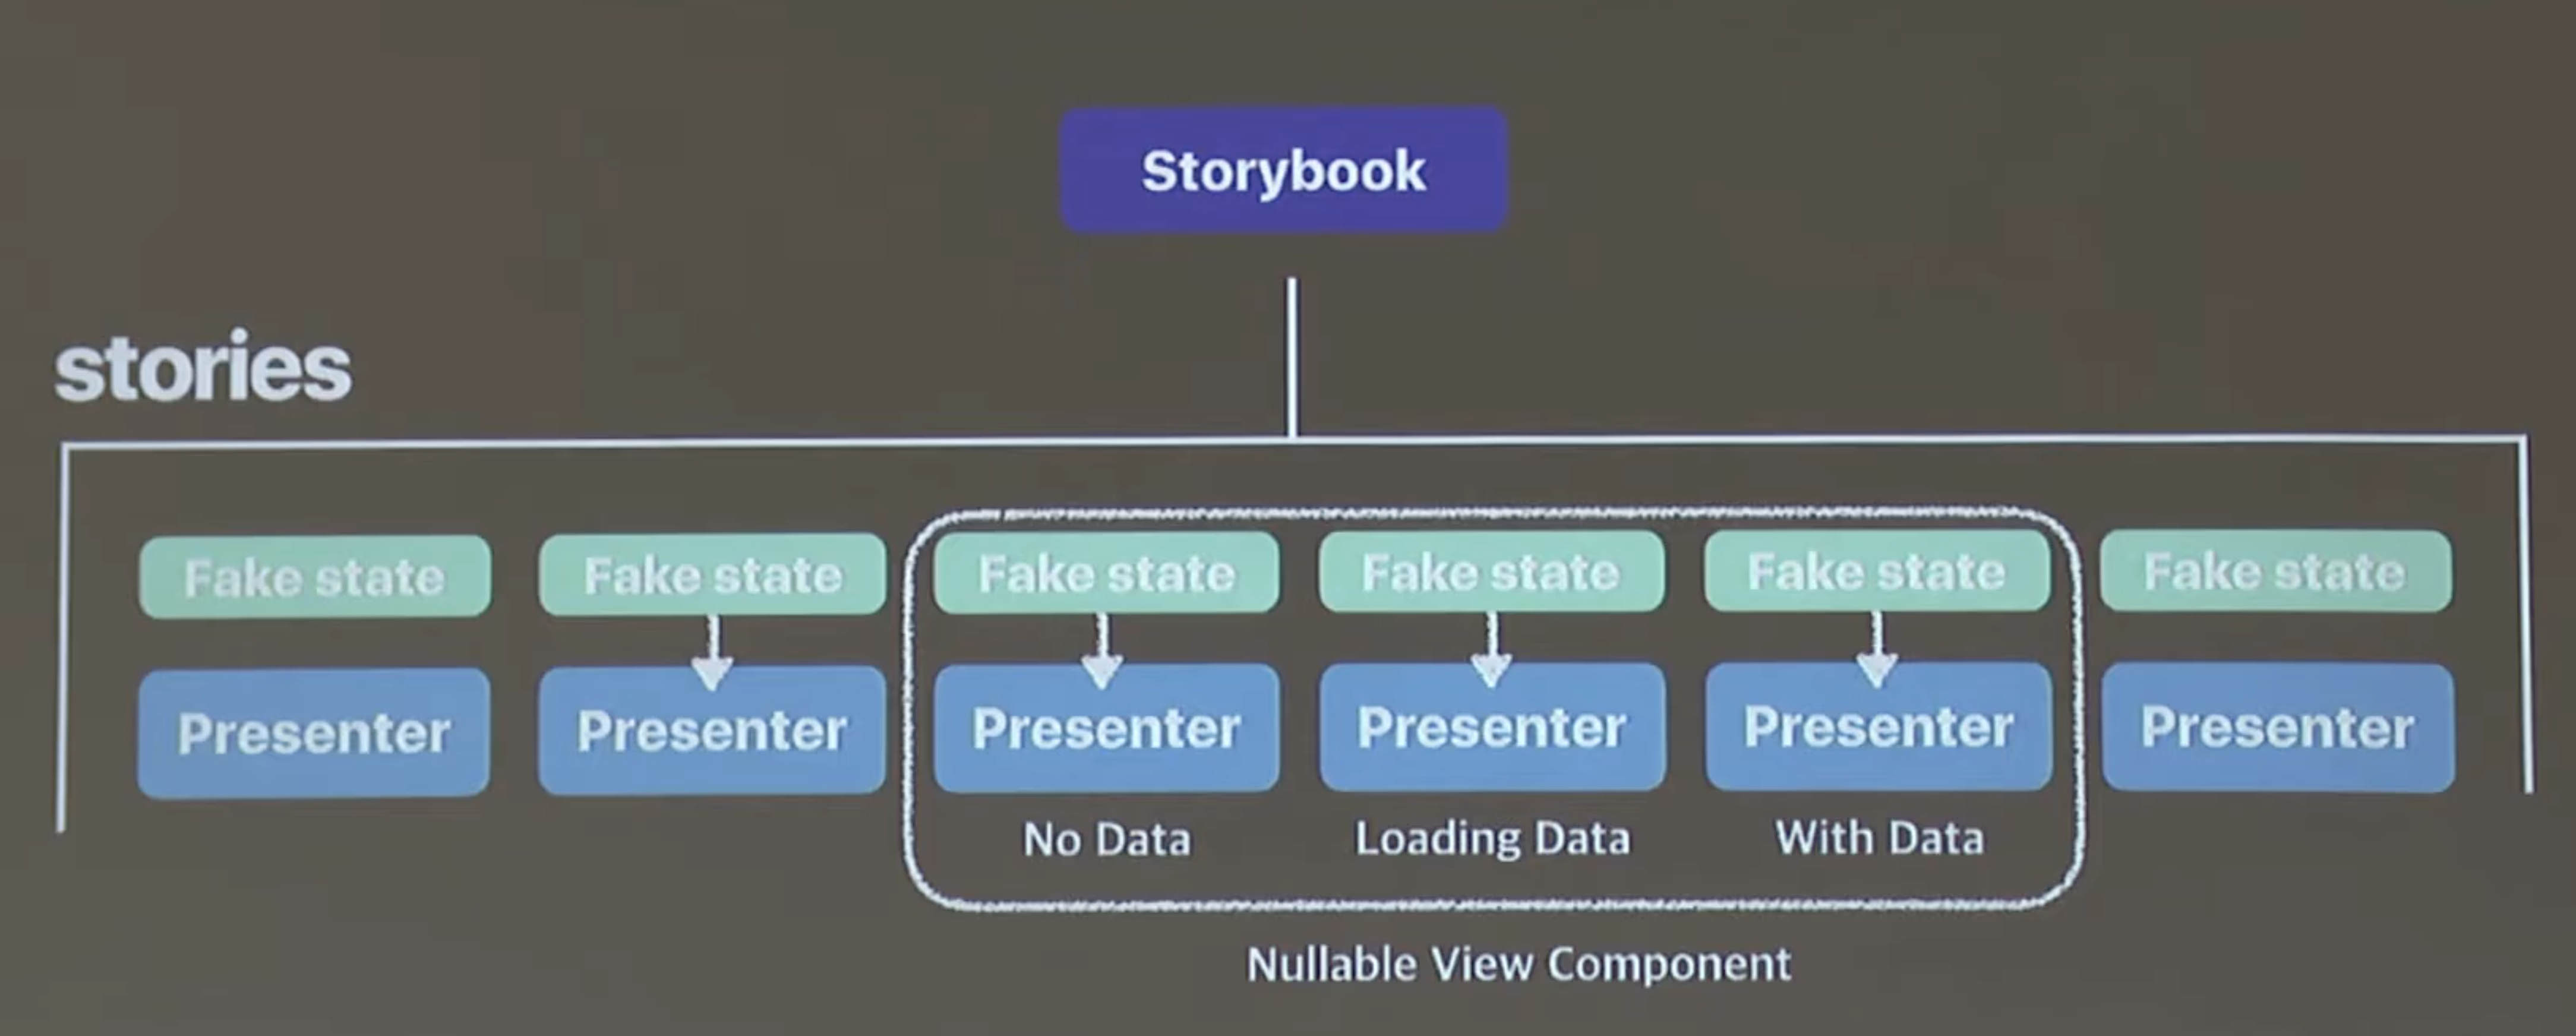 Storybook
stories
Fake state Fake state Fake state Fake state Fake state Fake state
Presenter Presenter Presenter Presenter Presenter Presenter
No Data Loading Data With Data
Nullable View Component